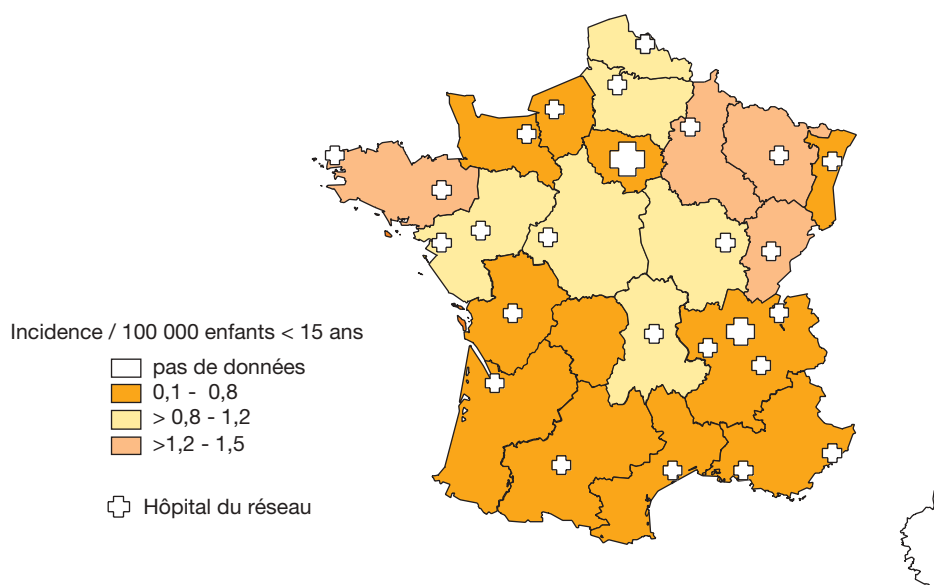 Incidence / 100 000 enfants < 15 ans
pas de données
0,1 - 0,8
> 0,8 - 1,2
>1,2 - 1,5
Hôpital du réseau